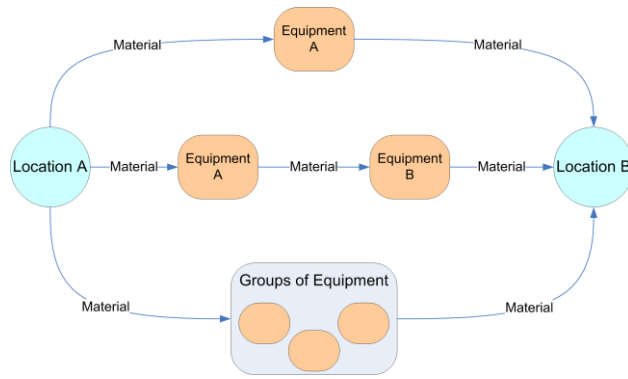 Equipment
A
Material
Material
Location A
Material
Equipment
A
Material
Equipment
B
Material
Location B
Groups of Equipment
Material
Material